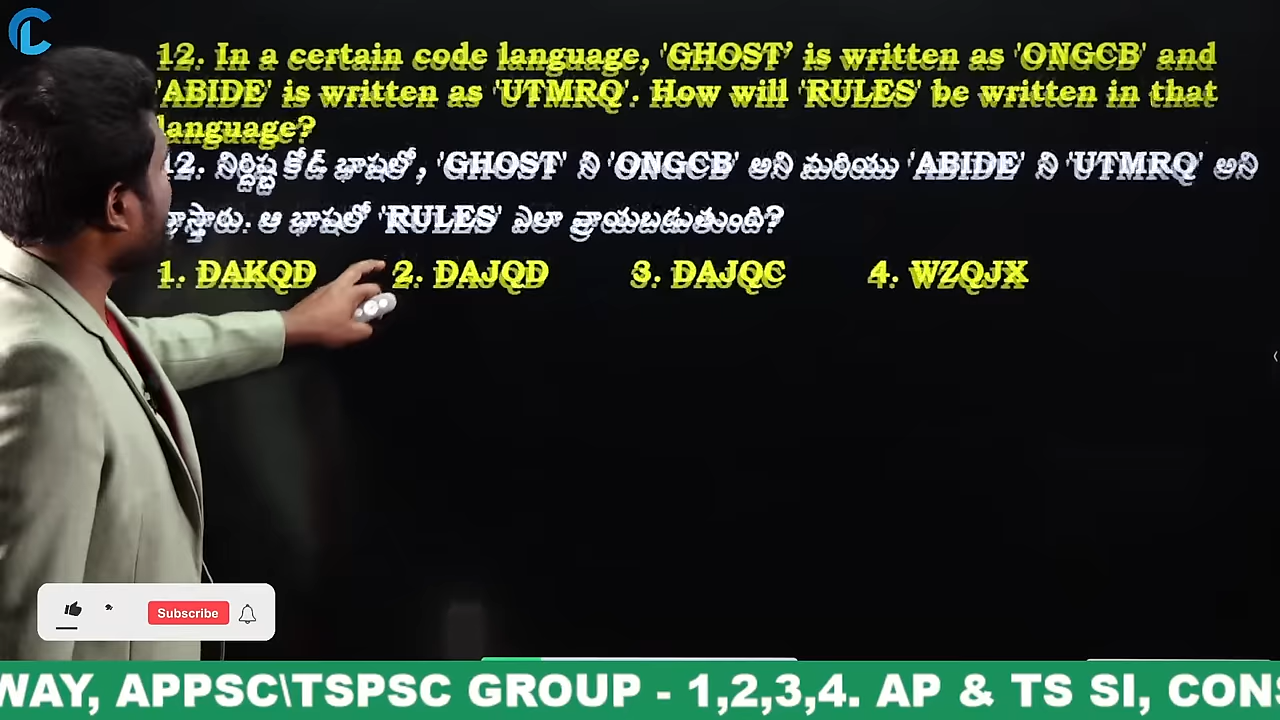 12. In a certain code language, 'GHOST' is written as 'ONGCB' and
'ABIDE' is written as 'UTMRQ'. How will 'RULES' be written in that
language?
12. నిర్దిష్ట కోడ్ భాషలో, 'GHOST' ని 'ONGCB' అని మరియు 'ABIDE' ని 'UTMRQ' అని
వ్రాస్తారు. ఆ భాషలో 'RULES' ఎలా వ్రాయబడుతుంది?
1. DAKQD 2. DAJQD 3. DAJQC 4. WZQJX
Subscribe
WAY, APPSC\TSPSC GROUP - 1,2,3,4. AP & TS SI, CONS